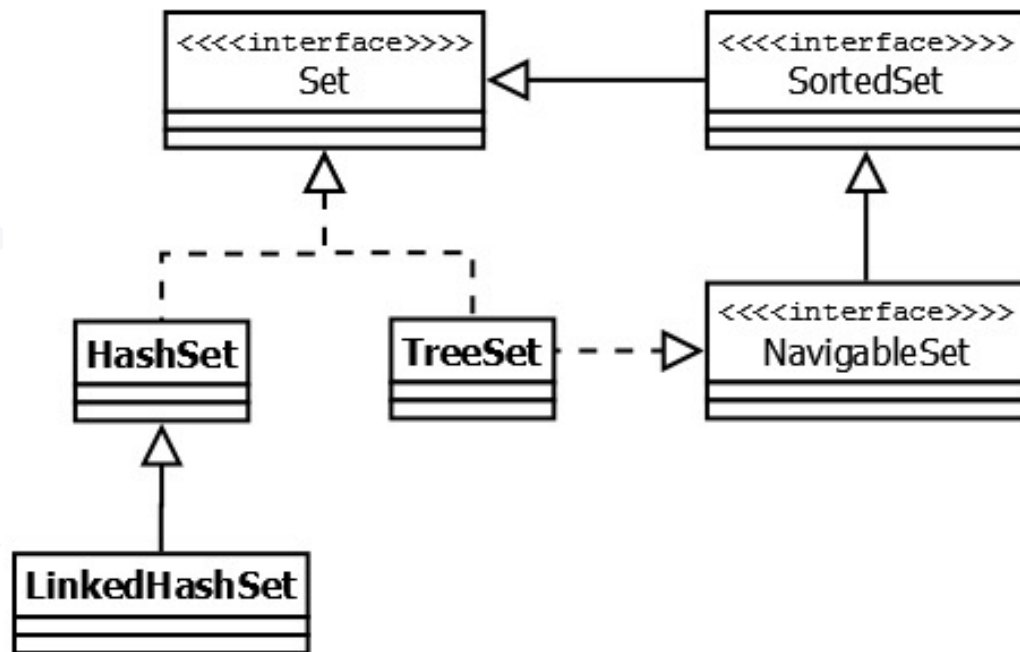 <<<<interface>>>>
Set
<<<<interface>>>>
SortedSet
HashSet
TreeSet
<<<<interface>>>>
NavigableSet
LinkedHashSet